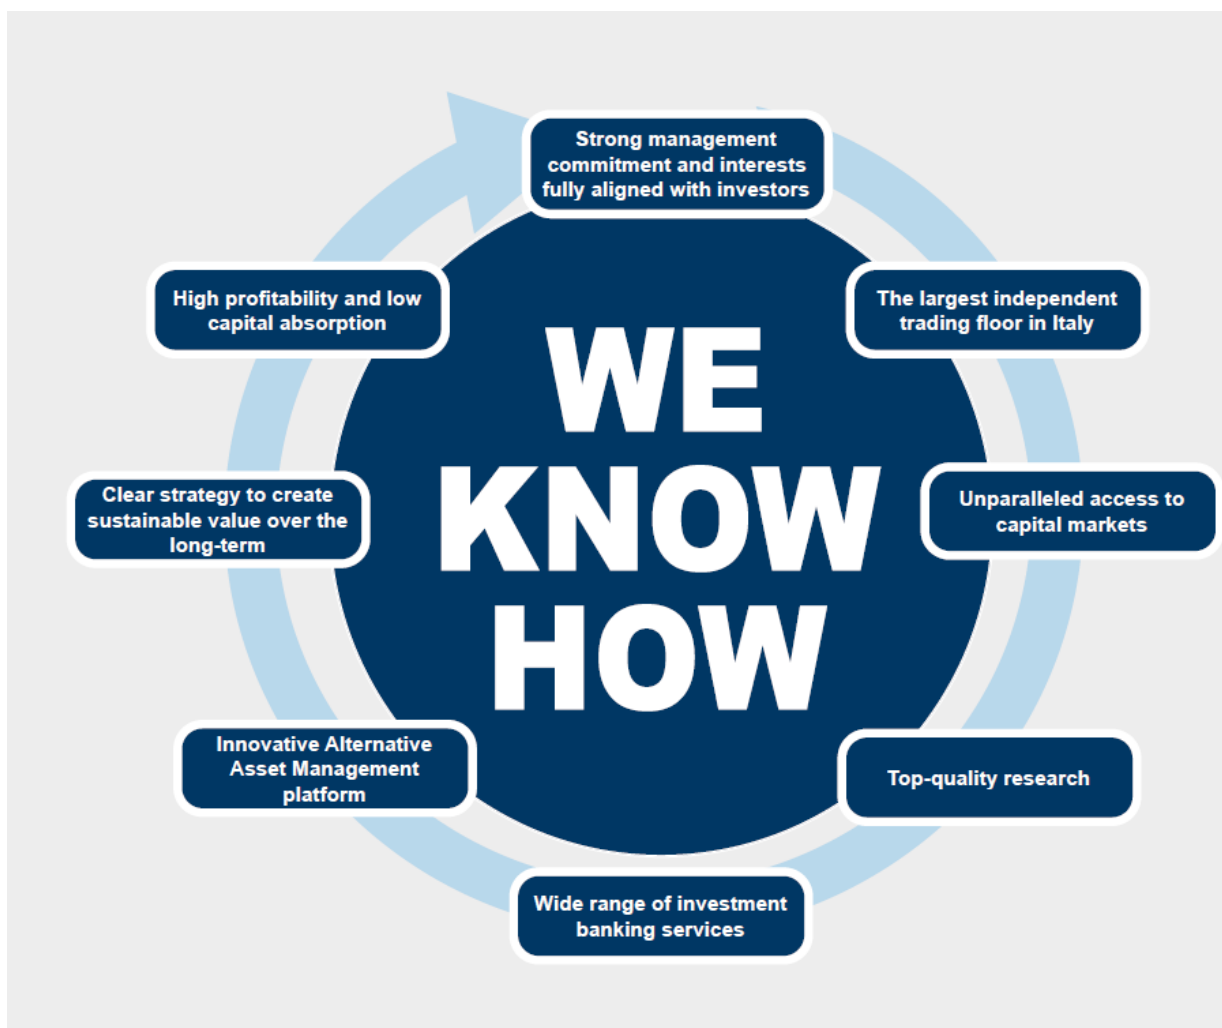 Strong management
commitment and interests
fully aligned with investors
The largest independent
trading floor in Italy
Unparalleled access to
capital markets
Top-quality research
Wide range of investment
banking services
Innovative Alternative
Asset Management
platform
Clear strategy to create
sustainable value over the
long-term
High profitability and low
capital absorption
WE
KNOW
HOW